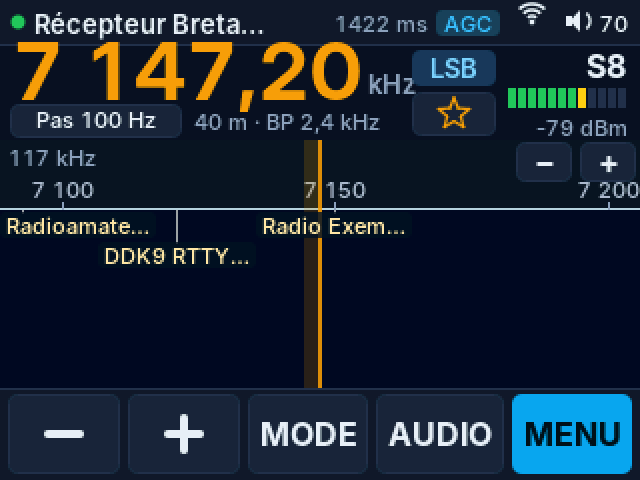 Récepteur Breta... 1422 ms AGC 70
7 147,20 kHz LSB S8
Pas 100 Hz 40 m · BP 2,4 kHz -79 dBm
117 kHz − +
7 100 7 150 7 200
Radioamate... Radio Exem...
DDK9 RTTY...
− + MODE AUDIO MENU